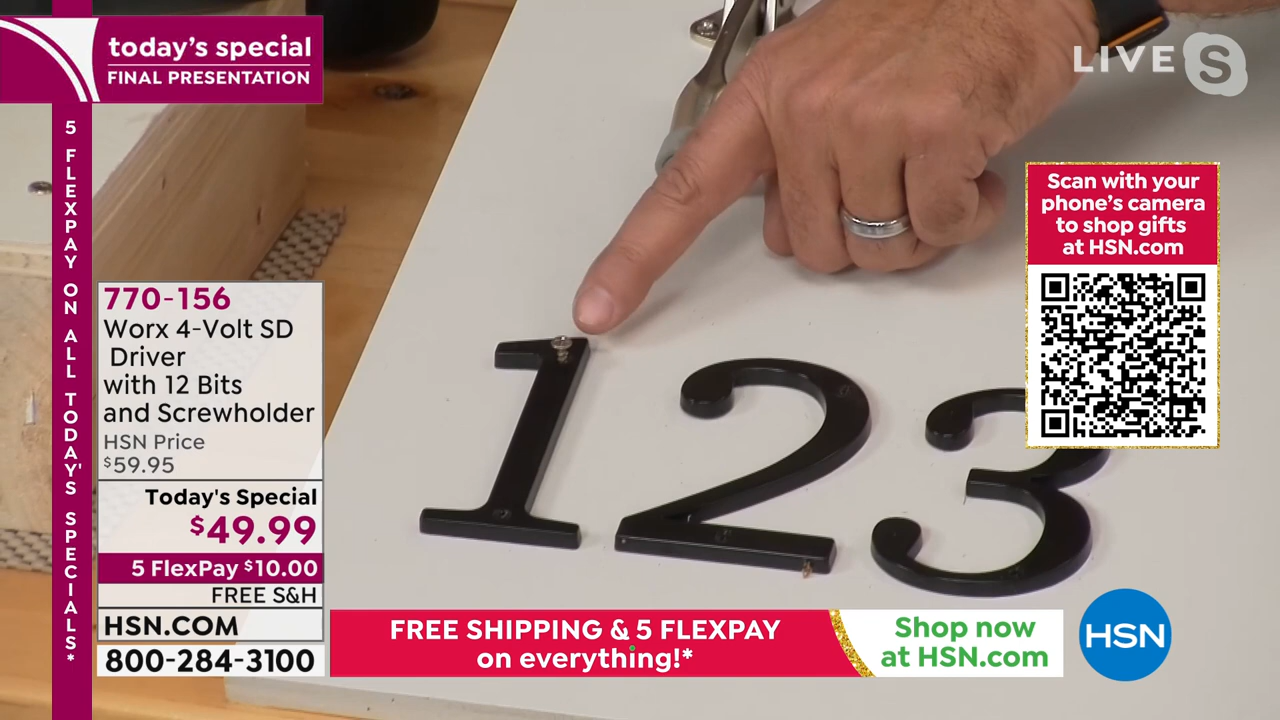 today's special
FINAL PRESENTATION
5 FLEXPAY ON ALL TODAY'S SPECIALS*
770-156
Worx 4-Volt SD
Driver
with 12 Bits
and Screwholder
HSN Price
$59.95
Today's Special
$49.99
5 FlexPay $10.00
FREE S&H
HSN.COM
800-284-3100
LIVE S
Scan with your
phone's camera
to shop gifts
at HSN.com
1 2 3
FREE SHIPPING & 5 FLEXPAY
on everything!*
Shop now
at HSN.com
HSN